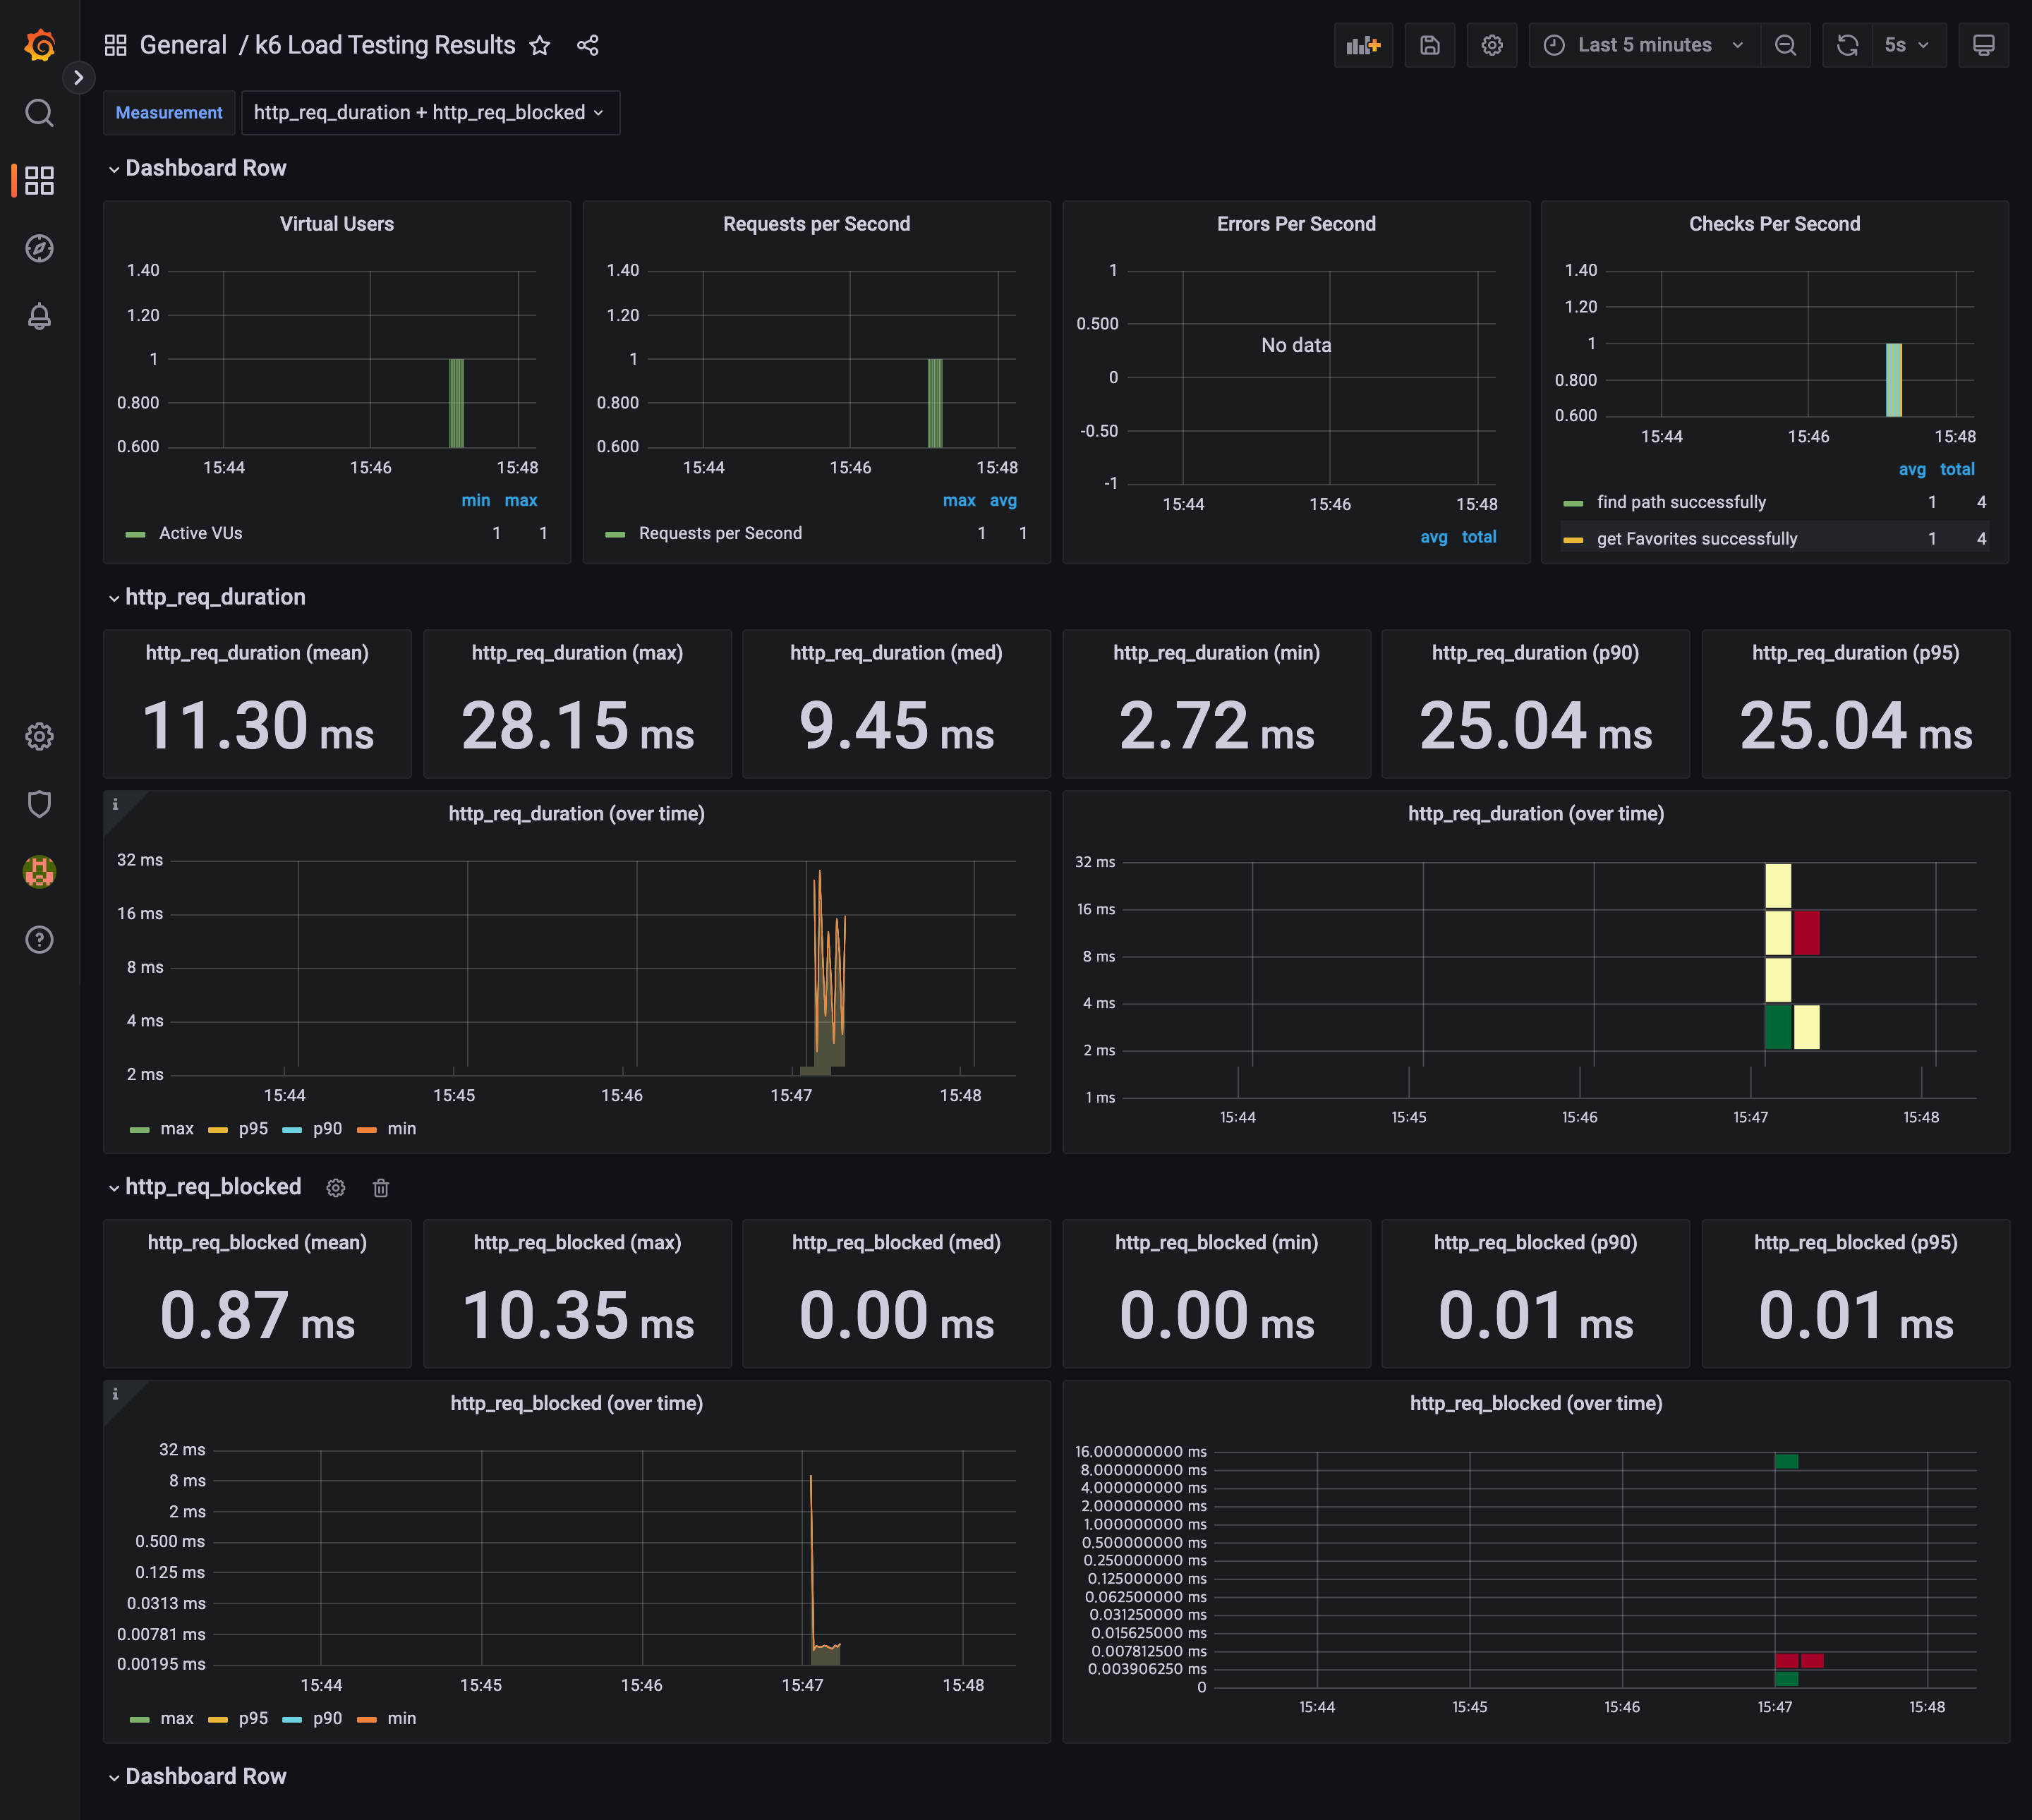 General / k6 Load Testing Results
Last 5 minutes
5s
Measurement
http_req_duration + http_req_blocked
Dashboard Row
Virtual Users
1.40
1.20
1
0.800
0.600
15:44 15:46 15:48
min max
Active VUs 1 1
Requests per Second
1.40
1.20
1
0.800
0.600
15:44 15:46 15:48
max avg
Requests per Second 1 1
Errors Per Second
1
0.500
No data
0
-0.50
-1
15:44 15:46 15:48
avg total
Checks Per Second
1.40
1.20
1
0.800
0.600
15:44 15:46 15:48
avg total
find path successfully 1 4
get Favorites successfully 1 4
http_req_duration
http_req_duration (mean)
11.30 ms
http_req_duration (max)
28.15 ms
http_req_duration (med)
9.45 ms
http_req_duration (min)
2.72 ms
http_req_duration (p90)
25.04 ms
http_req_duration (p95)
25.04 ms
i
http_req_duration (over time)
32 ms
16 ms
8 ms
4 ms
2 ms
15:44 15:45 15:46 15:47 15:48
max p95 p90 min
http_req_duration (over time)
32 ms
16 ms
8 ms
4 ms
2 ms
1 ms
15:44 15:45 15:46 15:47 15:48
http_req_blocked
http_req_blocked (mean)
0.87 ms
http_req_blocked (max)
10.35 ms
http_req_blocked (med)
0.00 ms
http_req_blocked (min)
0.00 ms
http_req_blocked (p90)
0.01 ms
http_req_blocked (p95)
0.01 ms
i
http_req_blocked (over time)
32 ms
8 ms
2 ms
0.500 ms
0.125 ms
0.0313 ms
0.00781 ms
0.00195 ms
15:44 15:45 15:46 15:47 15:48
max p95 p90 min
http_req_blocked (over time)
16.000000000 ms
8.000000000 ms
4.000000000 ms
2.000000000 ms
1.000000000 ms
0.500000000 ms
0.250000000 ms
0.125000000 ms
0.062500000 ms
0.031250000 ms
0.015625000 ms
0.007812500 ms
0.003906250 ms
0
15:44 15:45 15:46 15:47 15:48
Dashboard Row